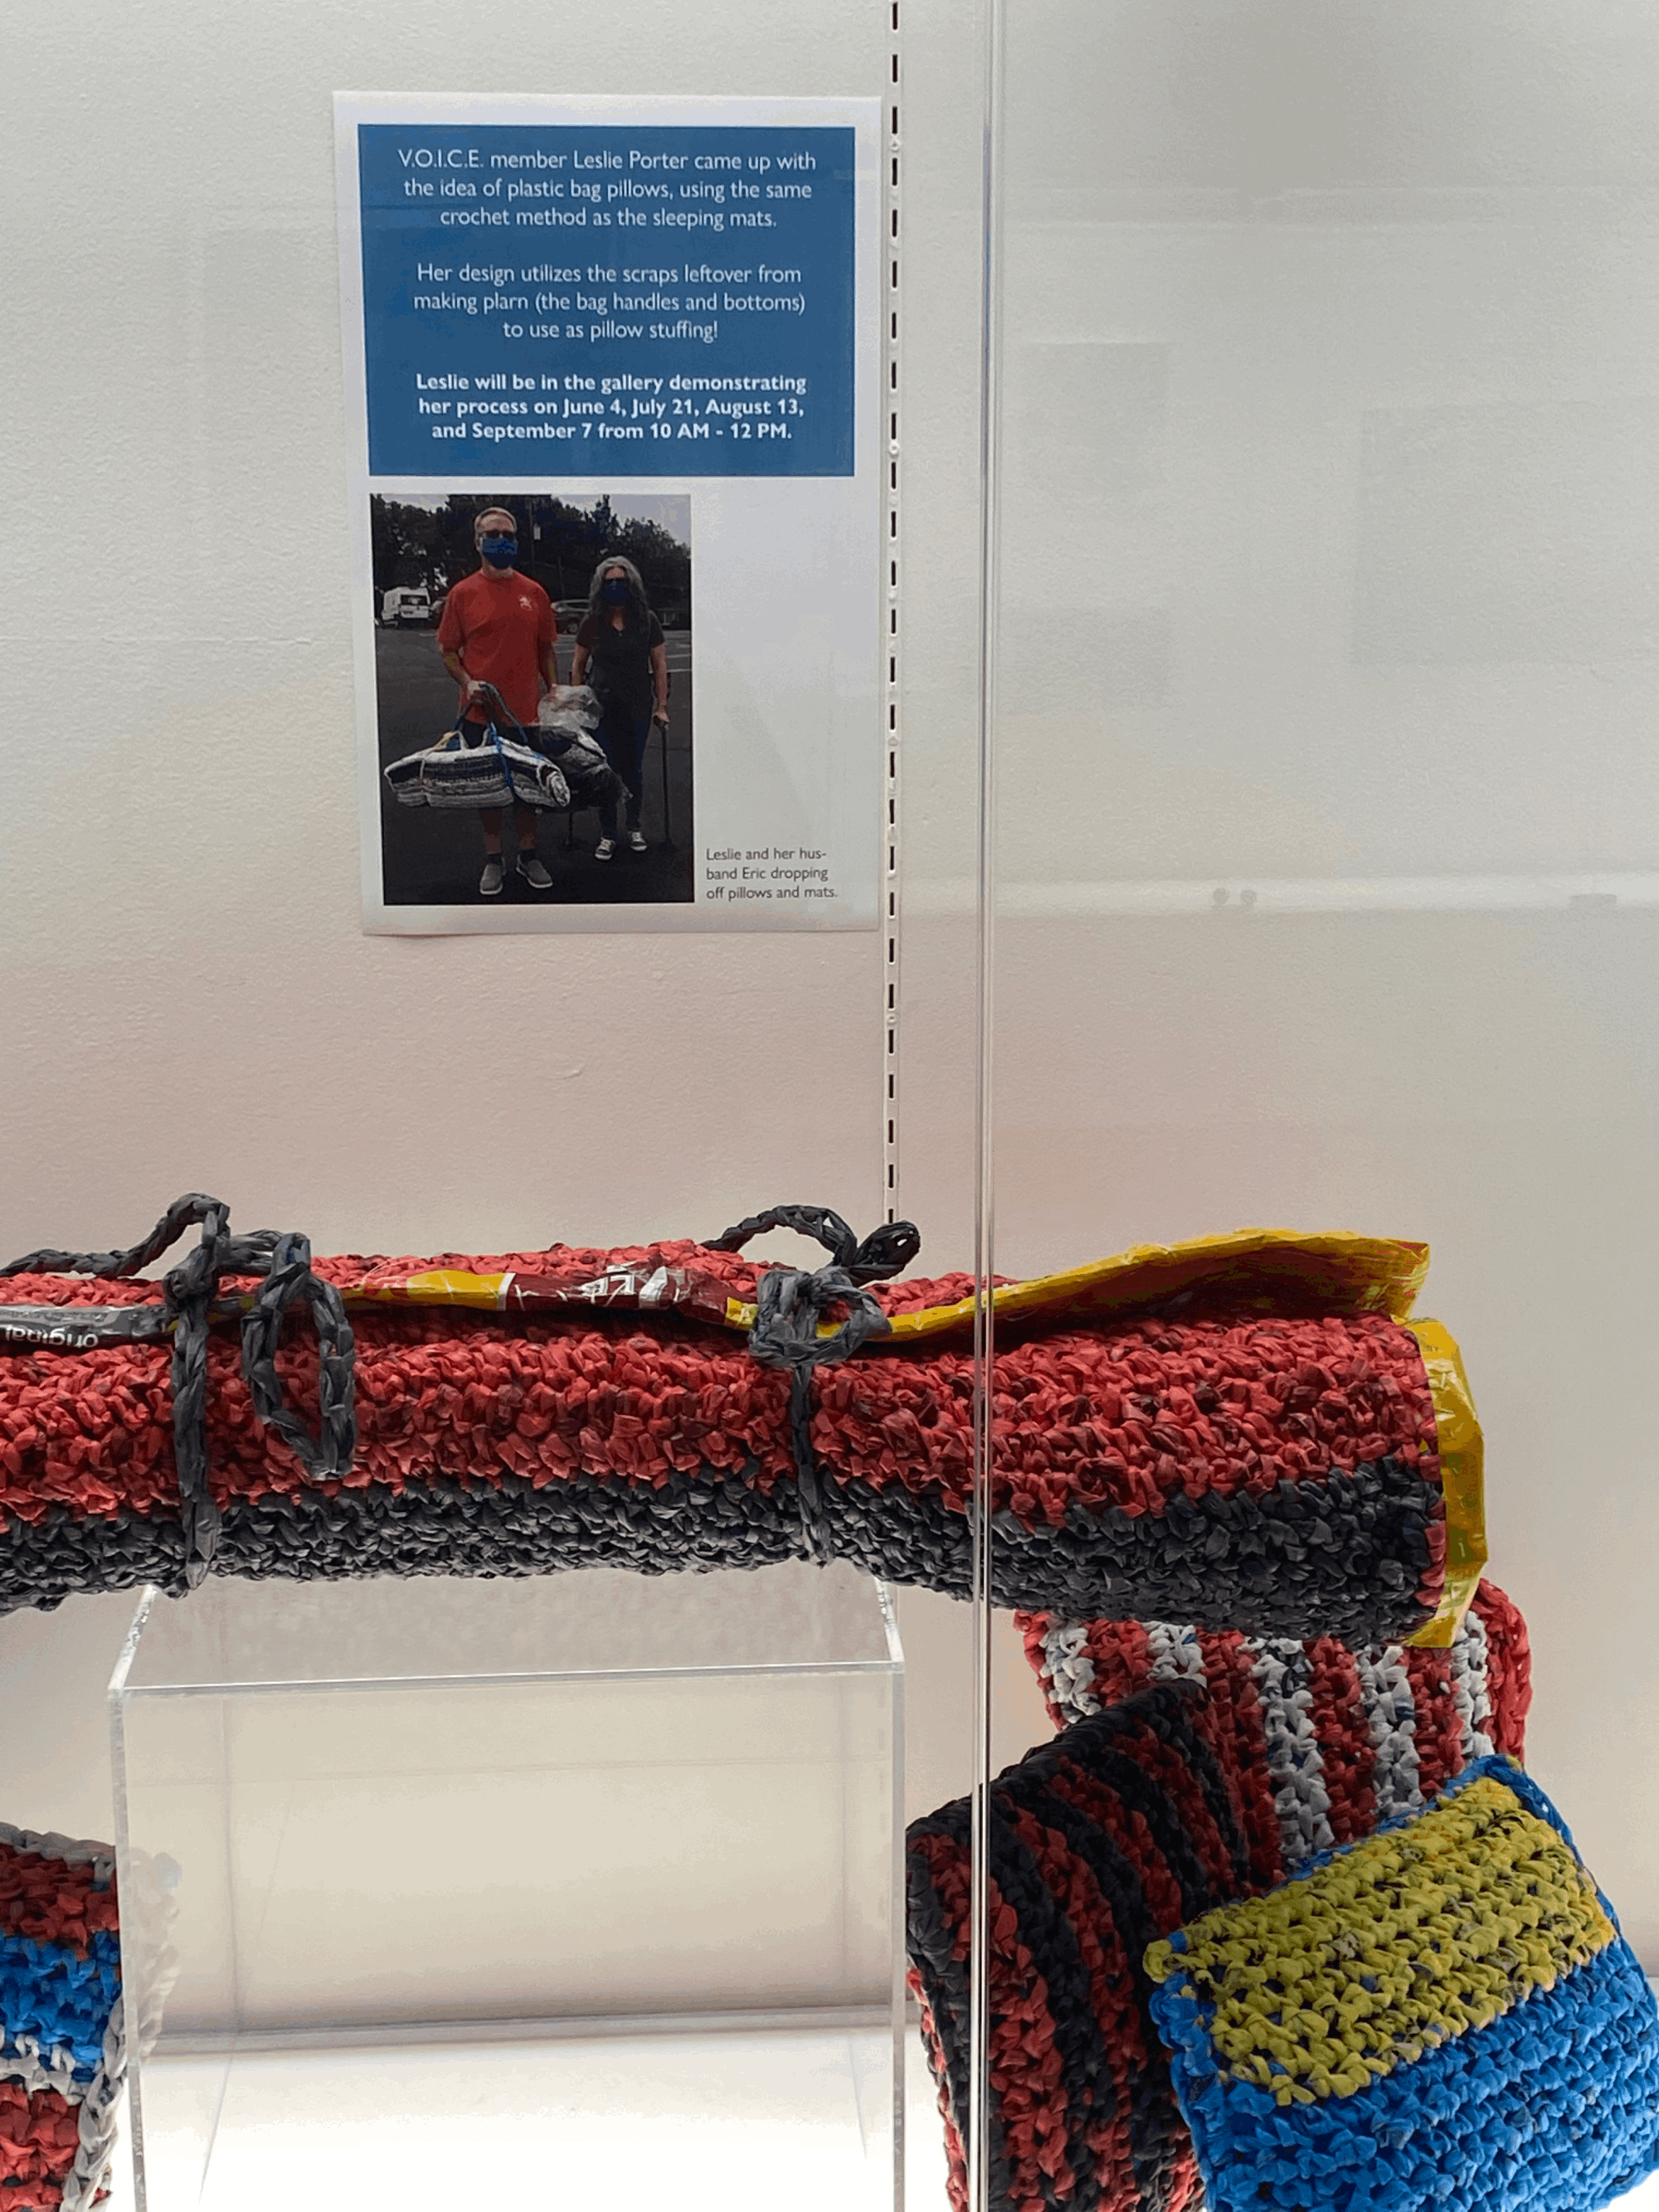 V.O.I.C.E. member Leslie Porter came up with
the idea of plastic bag pillows, using the same
crochet method as the sleeping mats.
Her design utilizes the scraps leftover from
making plarn (the bag handles and bottoms)
to use as pillow stuffing!
Leslie will be in the gallery demonstrating
her process on June 4, July 21, August 13,
and September 7 from 10 AM - 12 PM.
Leslie and her hus-
band Eric dropping
off pillows and mats.
original